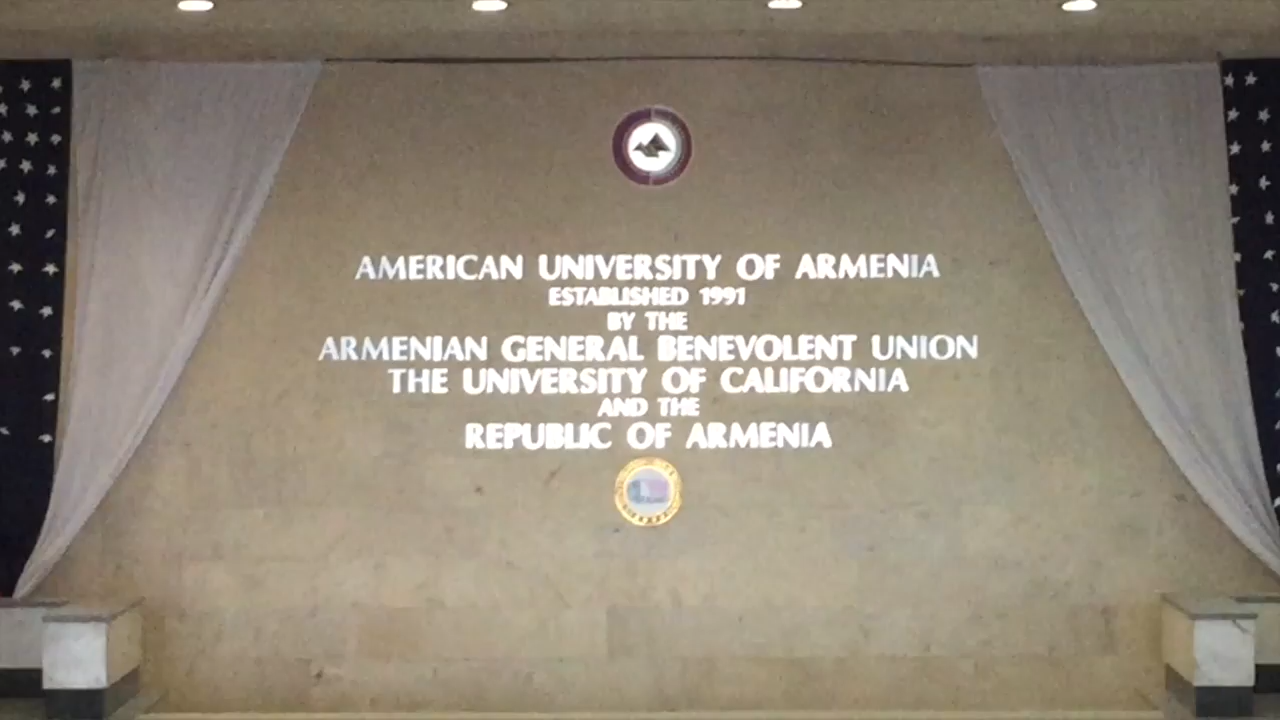 AMERICAN UNIVERSITY OF ARMENIA
ESTABLISHED 1991
BY THE
ARMENIAN GENERAL BENEVOLENT UNION
THE UNIVERSITY OF CALIFORNIA
AND THE
REPUBLIC OF ARMENIA